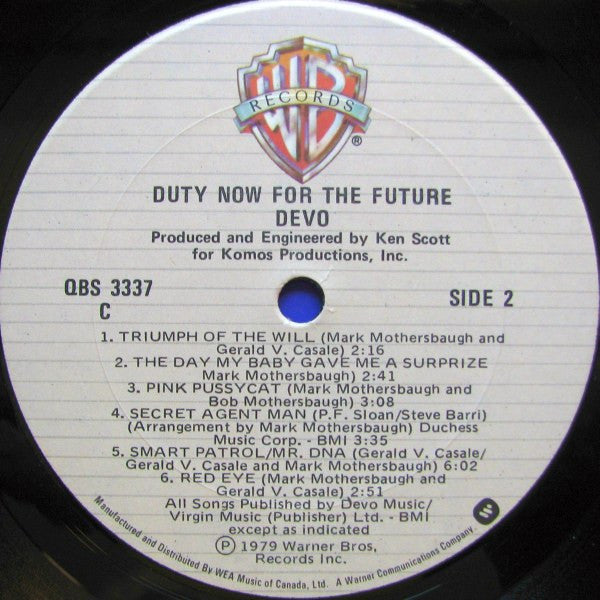 WB
RECORDS
®
DUTY NOW FOR THE FUTURE
DEVO
Produced and Engineered by Ken Scott
for Komos Productions, Inc.
QBS 3337
C
SIDE 2
1. TRIUMPH OF THE WILL (Mark Mothersbaugh and
Gerald V. Casale) 2:16
2. THE DAY MY BABY GAVE ME A SURPRIZE
Mark Mothersbaugh) 2:41
3. PINK PUSSYCAT (Mark Mothersbaugh and
Bob Mothersbaugh) 3:08
4. SECRET AGENT MAN (P.F. Sloan/Steve Barri)
(Arrangement by Mark Mothersbaugh) Duchess
Music Corp. - BMI 3:35
5. SMART PATROL/MR. DNA (Gerald V. Casale/
Gerald V. Casale and Mark Mothersbaugh) 6:02
6. RED EYE (Mark Mothersbaugh and
Gerald V. Casale) 2:51
All Songs Published by Devo Music/
Virgin Music (Publisher) Ltd. - BMI
except as indicated
Ⓟ 1979 Warner Bros,
Records Inc.
Manufactured and Distributed By WEA Music of Canada, Ltd. A Warner Communications Company